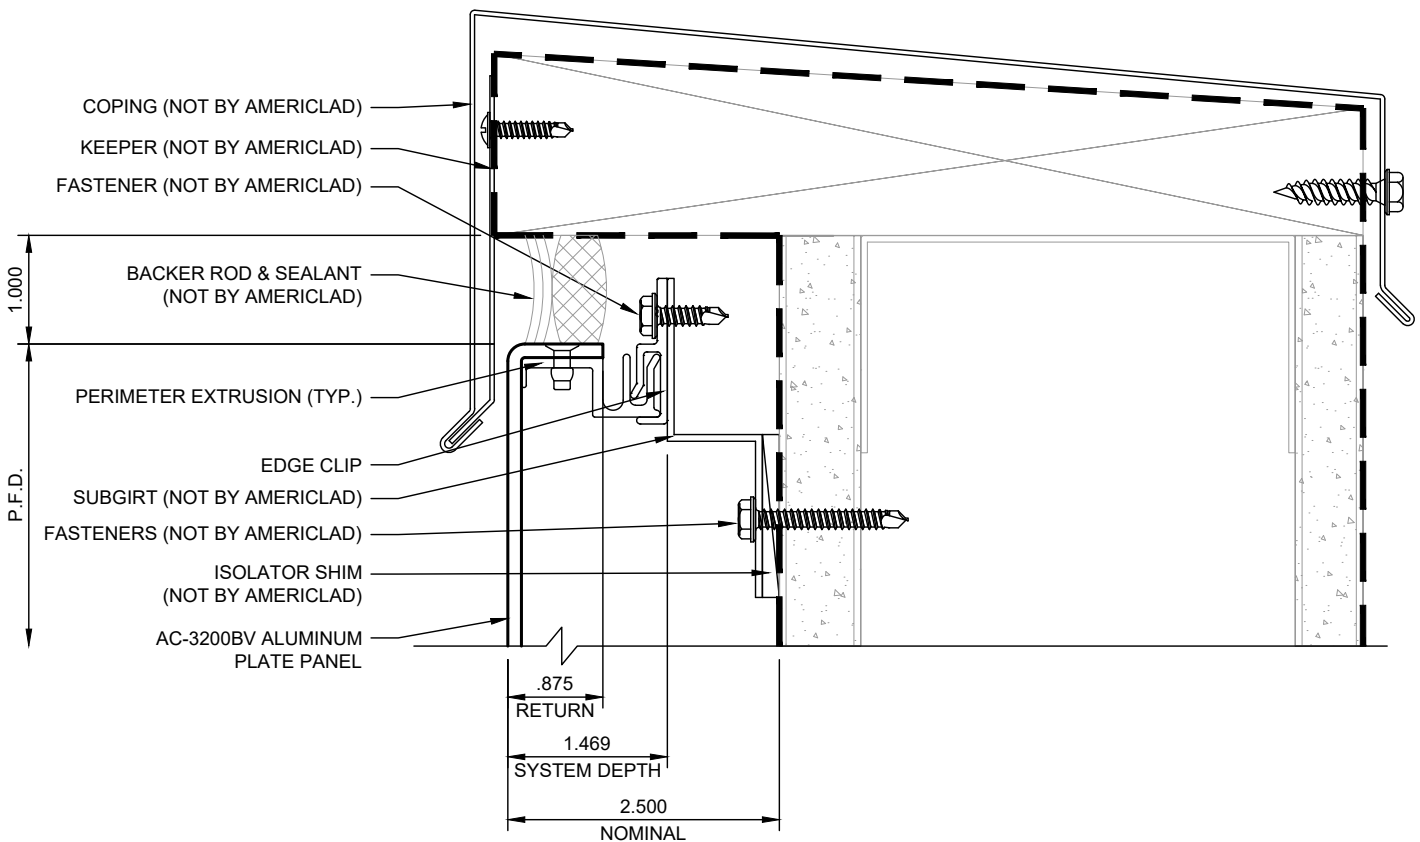 COPING (NOT BY AMERICLAD)
KEEPER (NOT BY AMERICLAD)
FASTENER (NOT BY AMERICLAD)
1.000
BACKER ROD & SEALANT
(NOT BY AMERICLAD)
PERIMETER EXTRUSION (TYP.)
EDGE CLIP
P.F.D.
SUBGIRT (NOT BY AMERICLAD)
FASTENERS (NOT BY AMERICLAD)
ISOLATOR SHIM
(NOT BY AMERICLAD)
AC-3200BV ALUMINUM
PLATE PANEL
.875
RETURN
1.469
SYSTEM DEPTH
2.500
NOMINAL